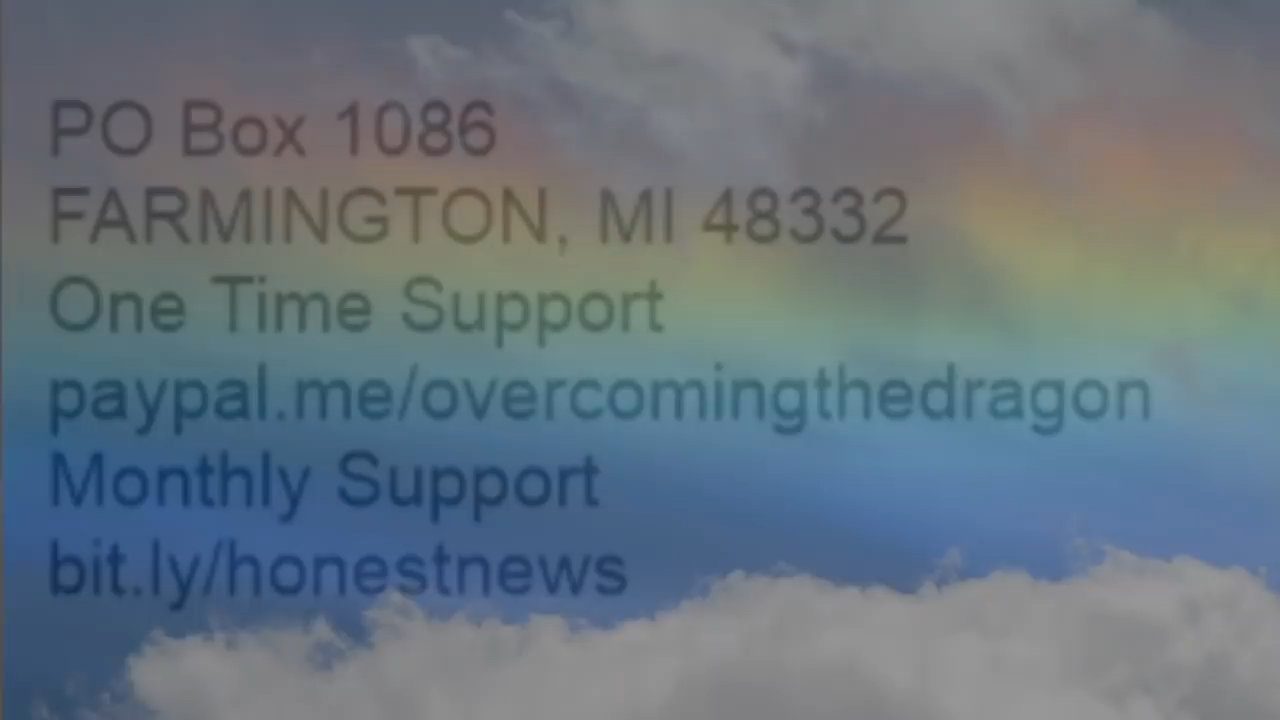 PO Box 1086
FARMINGTON, MI 48332
One Time Support
paypal.me/overcomingthedragon
Monthly Support
bit.ly/honestnews